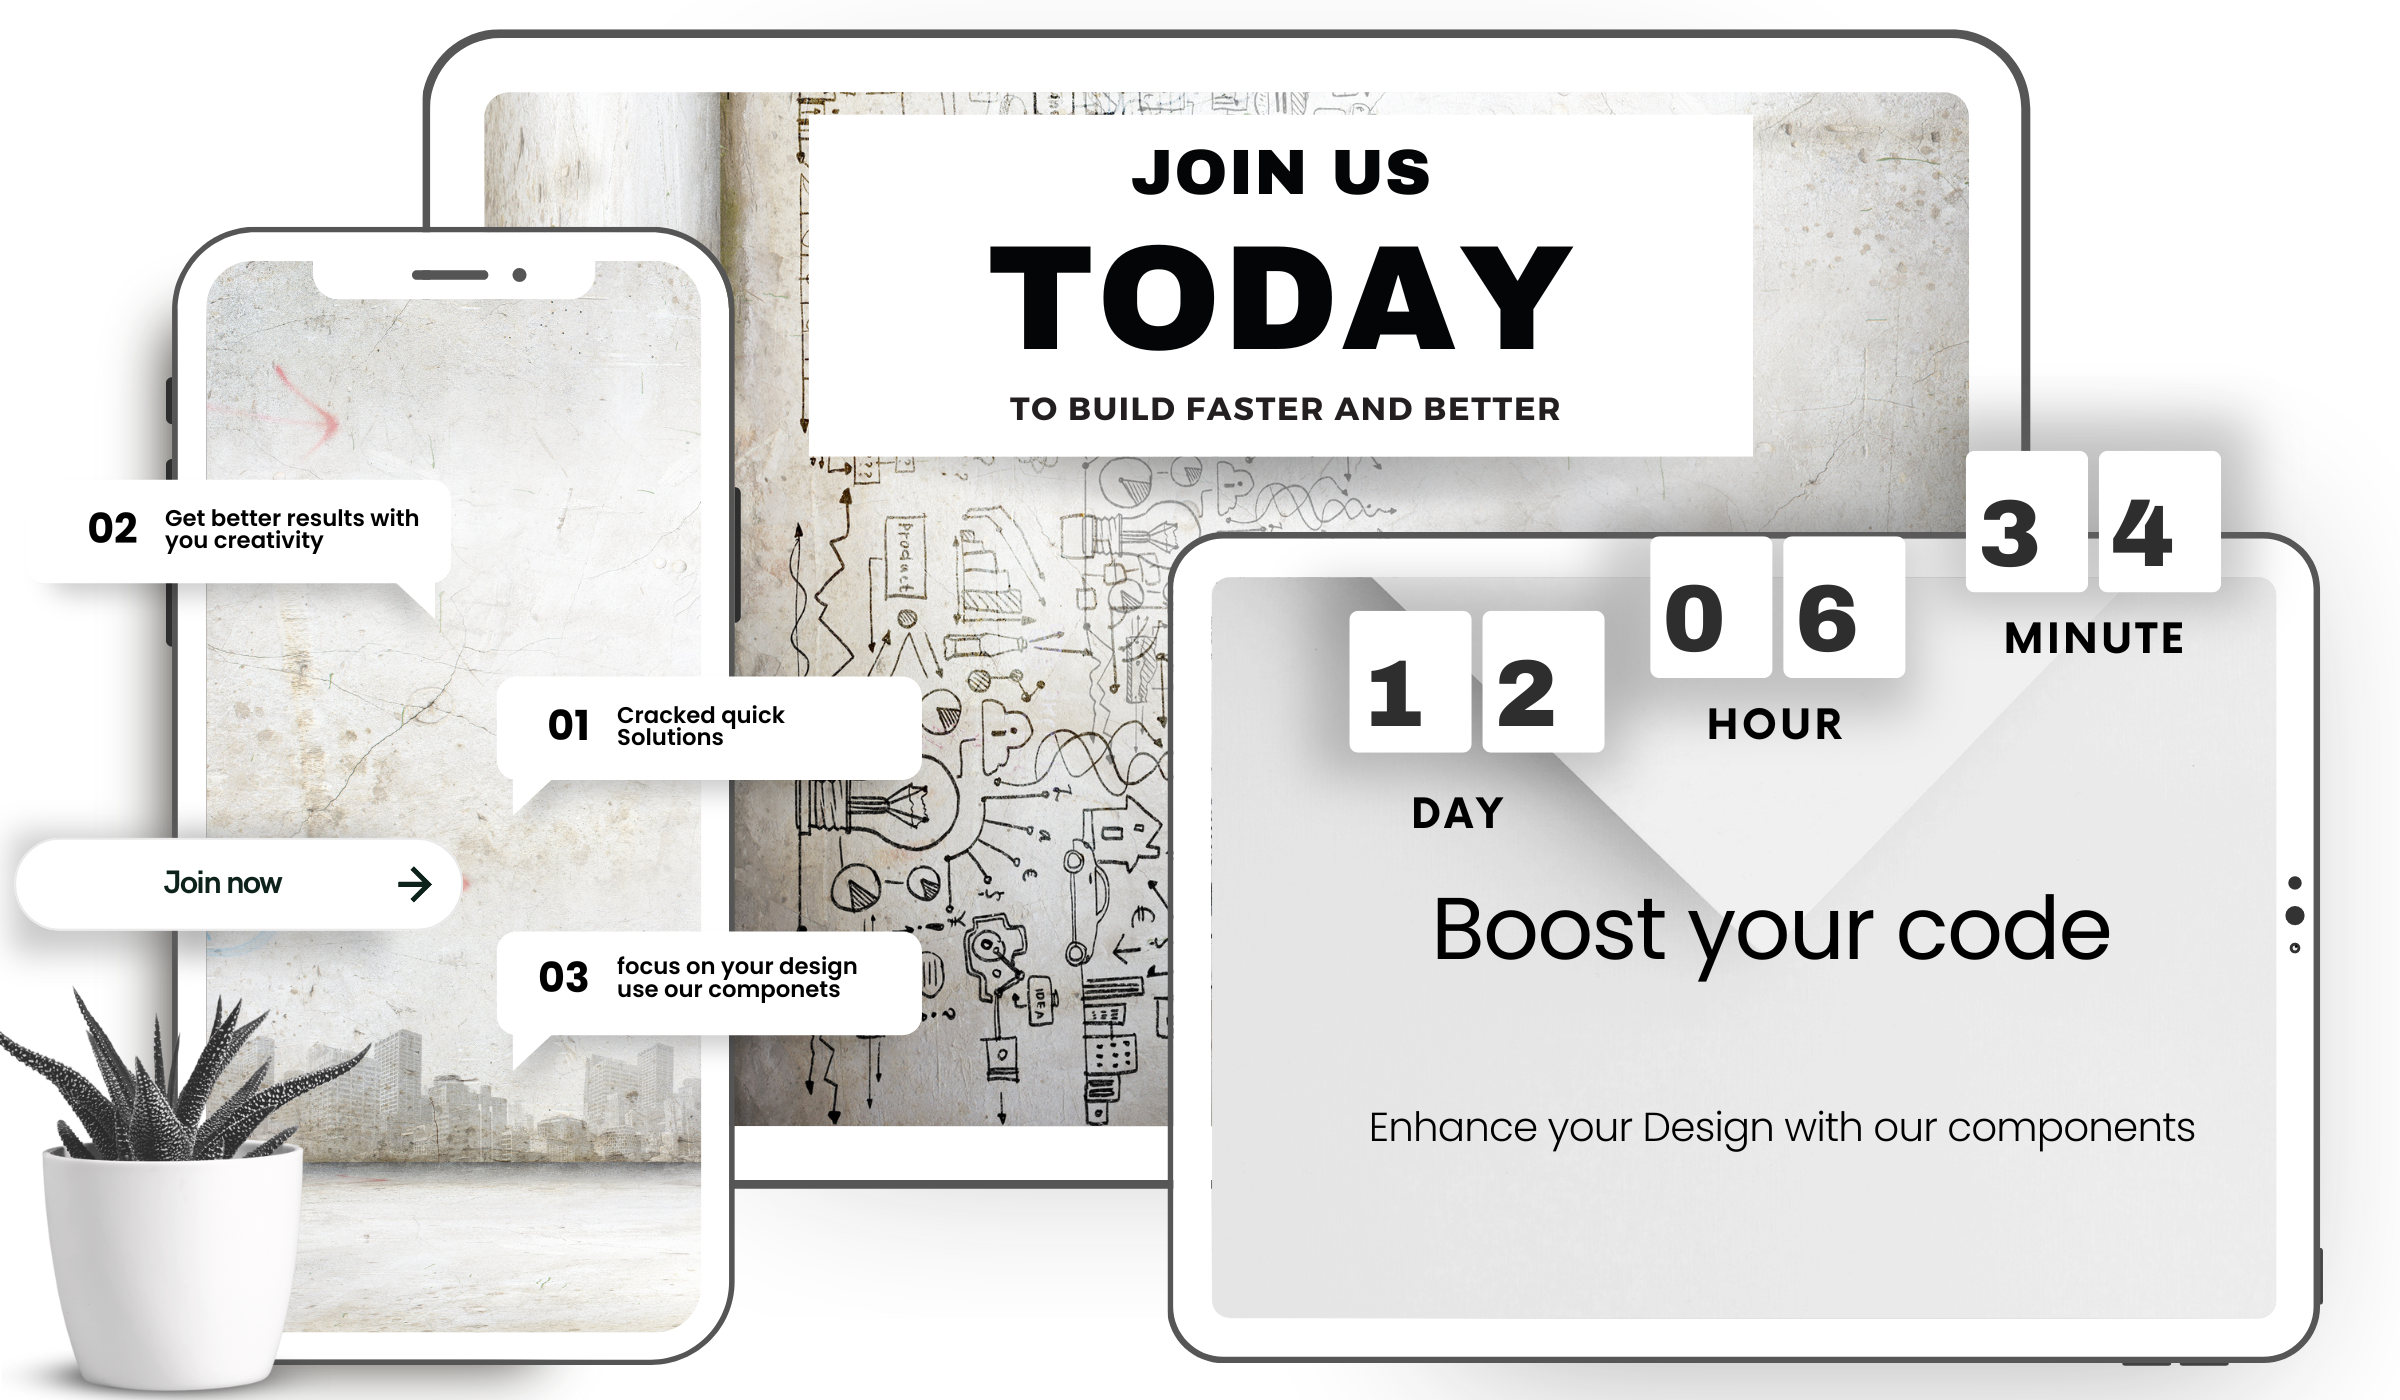 JOIN US
TODAY
TO BUILD FASTER AND BETTER
02
Get better results with
you creativity
01
Cracked quick
Solutions
Join now
03
focus on your design
use our componets
product
IDEA
3 4
MINUTE
0 6
HOUR
1 2
DAY
Boost your code
Enhance your Design with our components